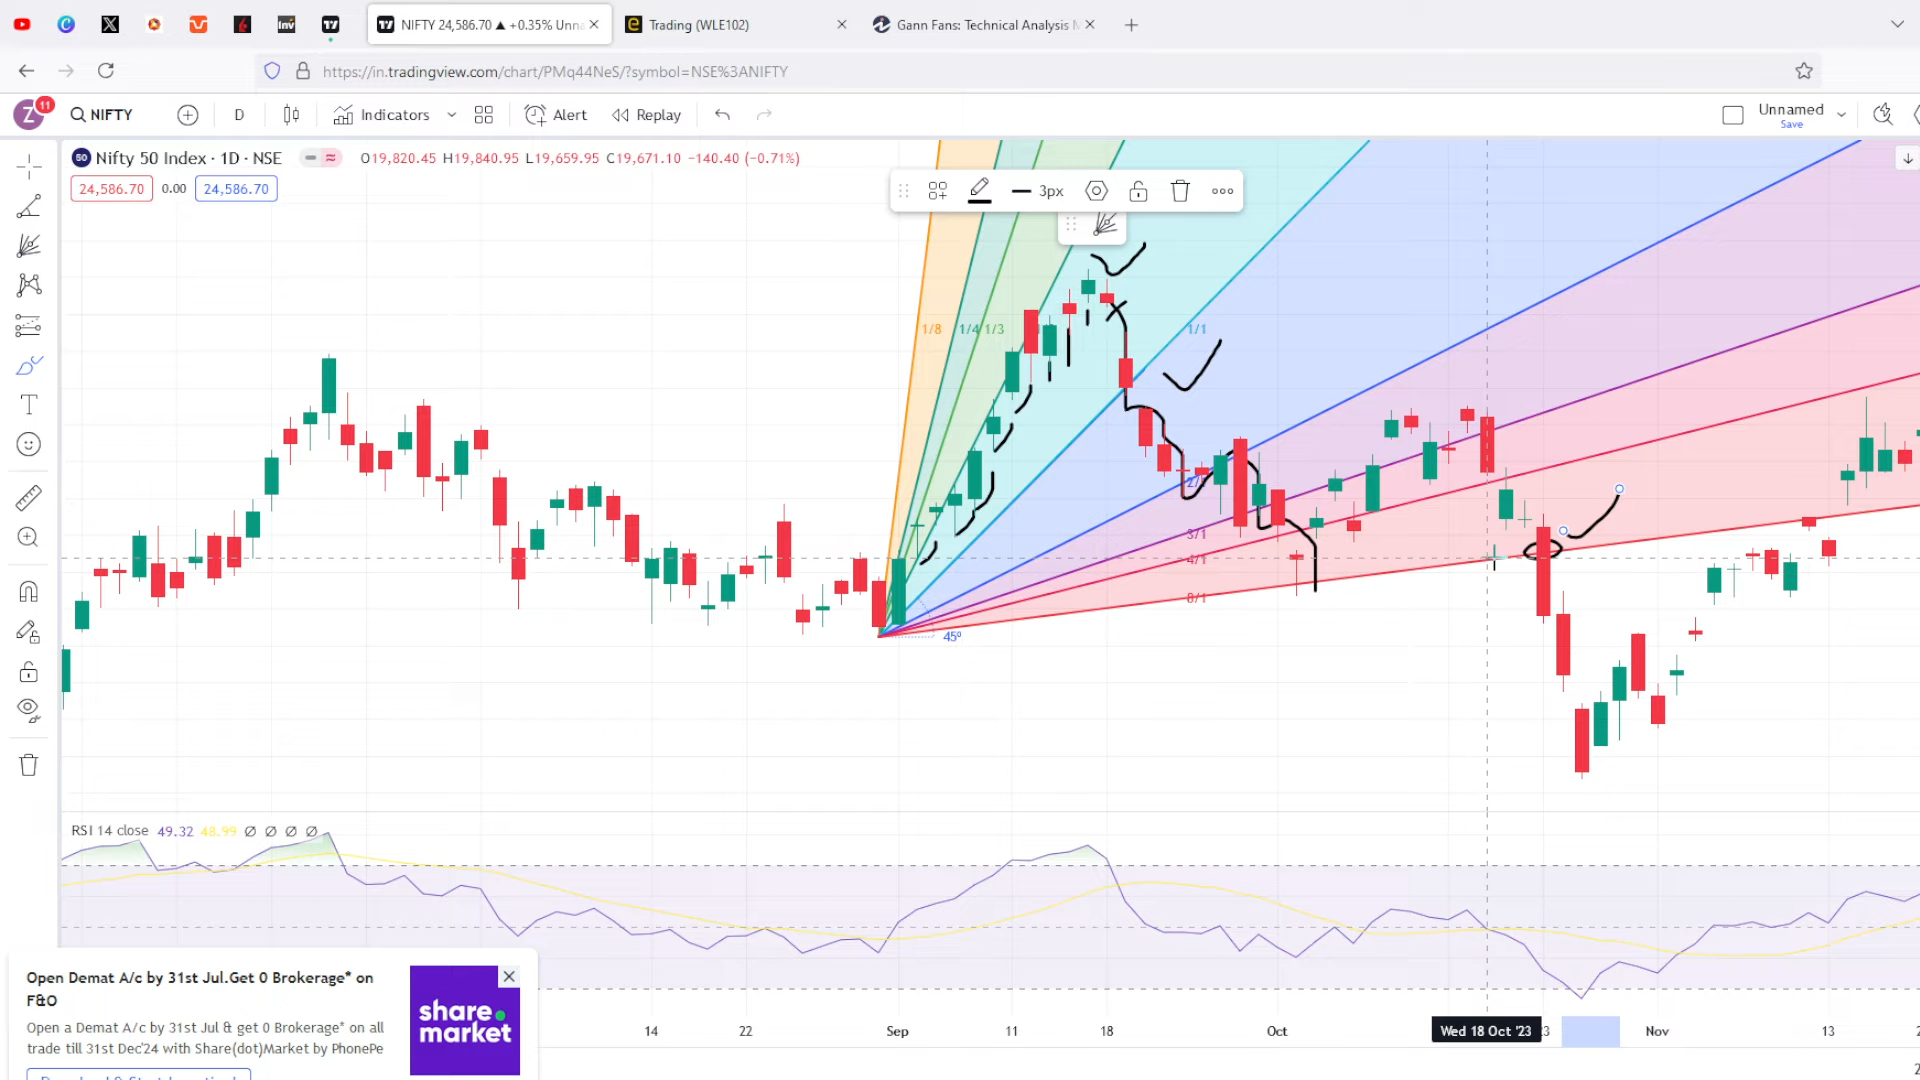 NIFTY 24,586.70 ▲ +0.35% Unna
Trading (WLE102)
Gann Fans: Technical Analysis M
https://in.tradingview.com/chart/PMq44NeS/?symbol=NSE%3ANIFTY
Z 11
NIFTY
D
Indicators
Alert
Replay
Unnamed
Save
50 Nifty 50 Index · 1D · NSE
O19,820.45 H19,840.95 L19,659.95 C19,671.10 −140.40 (−0.71%)
24,586.70 0.00 24,586.70
3px
1/8 1/4 1/3 1/1
3/1
4/1
8/1
45º
RSI 14 close 49.32 48.99 Ø Ø Ø Ø
Open Demat A/c by 31st Jul.Get 0 Brokerage* on
F&O
Open a Demat A/c by 31st Jul & get 0 Brokerage* on all
trade till 31st Dec'24 with Share(dot)Market by PhonePe
share.
market
14 22 Sep 11 18 Oct Wed 18 Oct '23 Nov 13